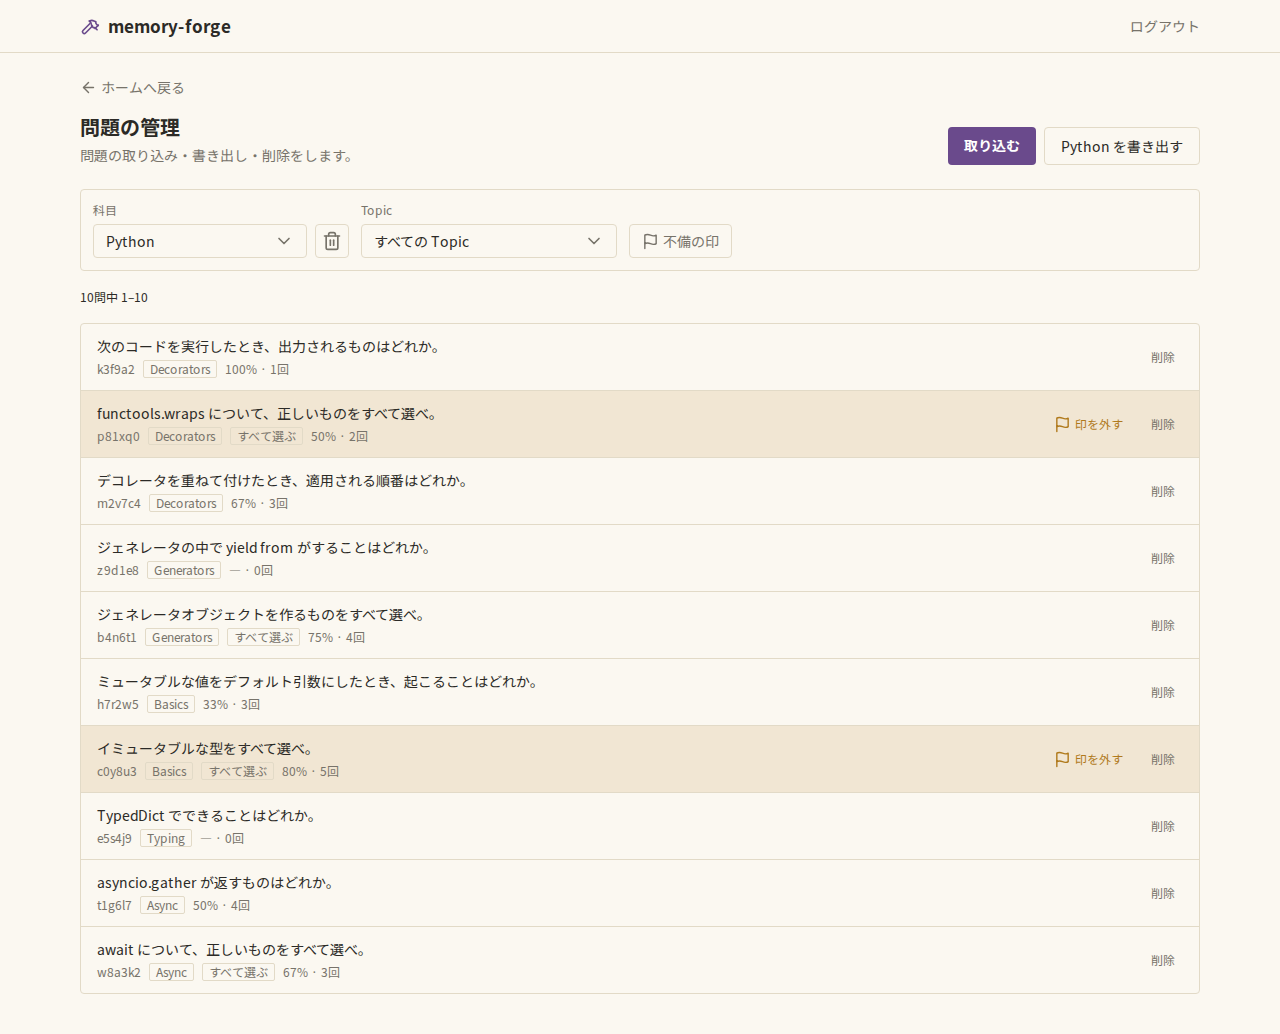 memory-forge
ログアウト
ホームへ戻る
問題の管理
問題の取り込み・書き出し・削除をします。
取り込む
Python を書き出す
科目
Topic
Python
すべての Topic
不備の印
10問中 1–10
次のコードを実行したとき、出力されるものはどれか。
k3f9a2 Decorators 100% · 1回
削除
functools.wraps について、正しいものをすべて選べ。
p81xq0 Decorators すべて選ぶ 50% · 2回
印を外す 削除
デコレータを重ねて付けたとき、適用される順番はどれか。
m2v7c4 Decorators 67% · 3回
削除
ジェネレータの中で yield from がすることはどれか。
z9d1e8 Generators — · 0回
削除
ジェネレータオブジェクトを作るものをすべて選べ。
b4n6t1 Generators すべて選ぶ 75% · 4回
削除
ミュータブルな値をデフォルト引数にしたとき、起こることはどれか。
h7r2w5 Basics 33% · 3回
削除
イミュータブルな型をすべて選べ。
c0y8u3 Basics すべて選ぶ 80% · 5回
印を外す 削除
TypedDict でできることはどれか。
e5s4j9 Typing — · 0回
削除
asyncio.gather が返すものはどれか。
t1g6l7 Async 50% · 4回
削除
await について、正しいものをすべて選べ。
w8a3k2 Async すべて選ぶ 67% · 3回
削除